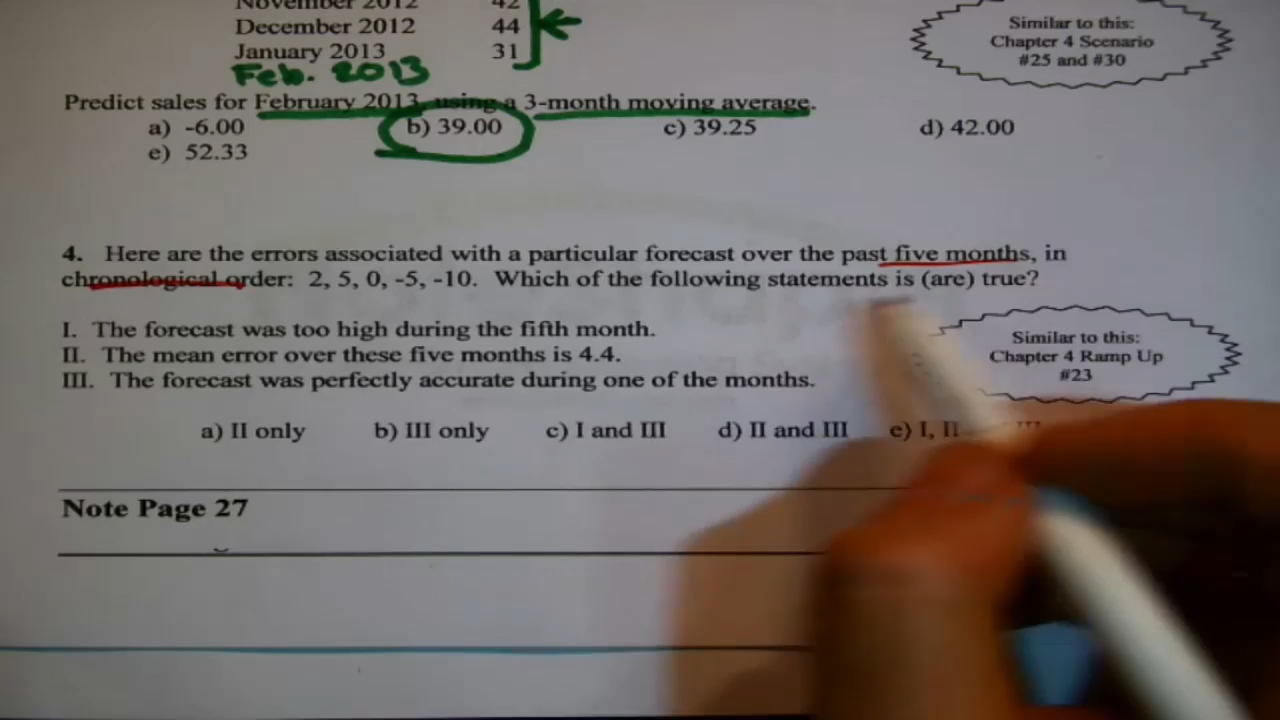 November 2012 42
December 2012 44
January 2013 31
Feb. 2013
Similar to this:
Chapter 4 Scenario
#25 and #30
Predict sales for February 2013, using a 3-month moving average.
a) -6.00 b) 39.00 c) 39.25 d) 42.00
e) 52.33
4. Here are the errors associated with a particular forecast over the past five months, in
chronological order: 2, 5, 0, -5, -10. Which of the following statements is (are) true?
I. The forecast was too high during the fifth month.
II. The mean error over these five months is 4.4.
III. The forecast was perfectly accurate during one of the months.
Similar to this:
Chapter 4 Ramp Up
#23
a) II only b) III only c) I and III d) II and III e) I, II
Note Page 27